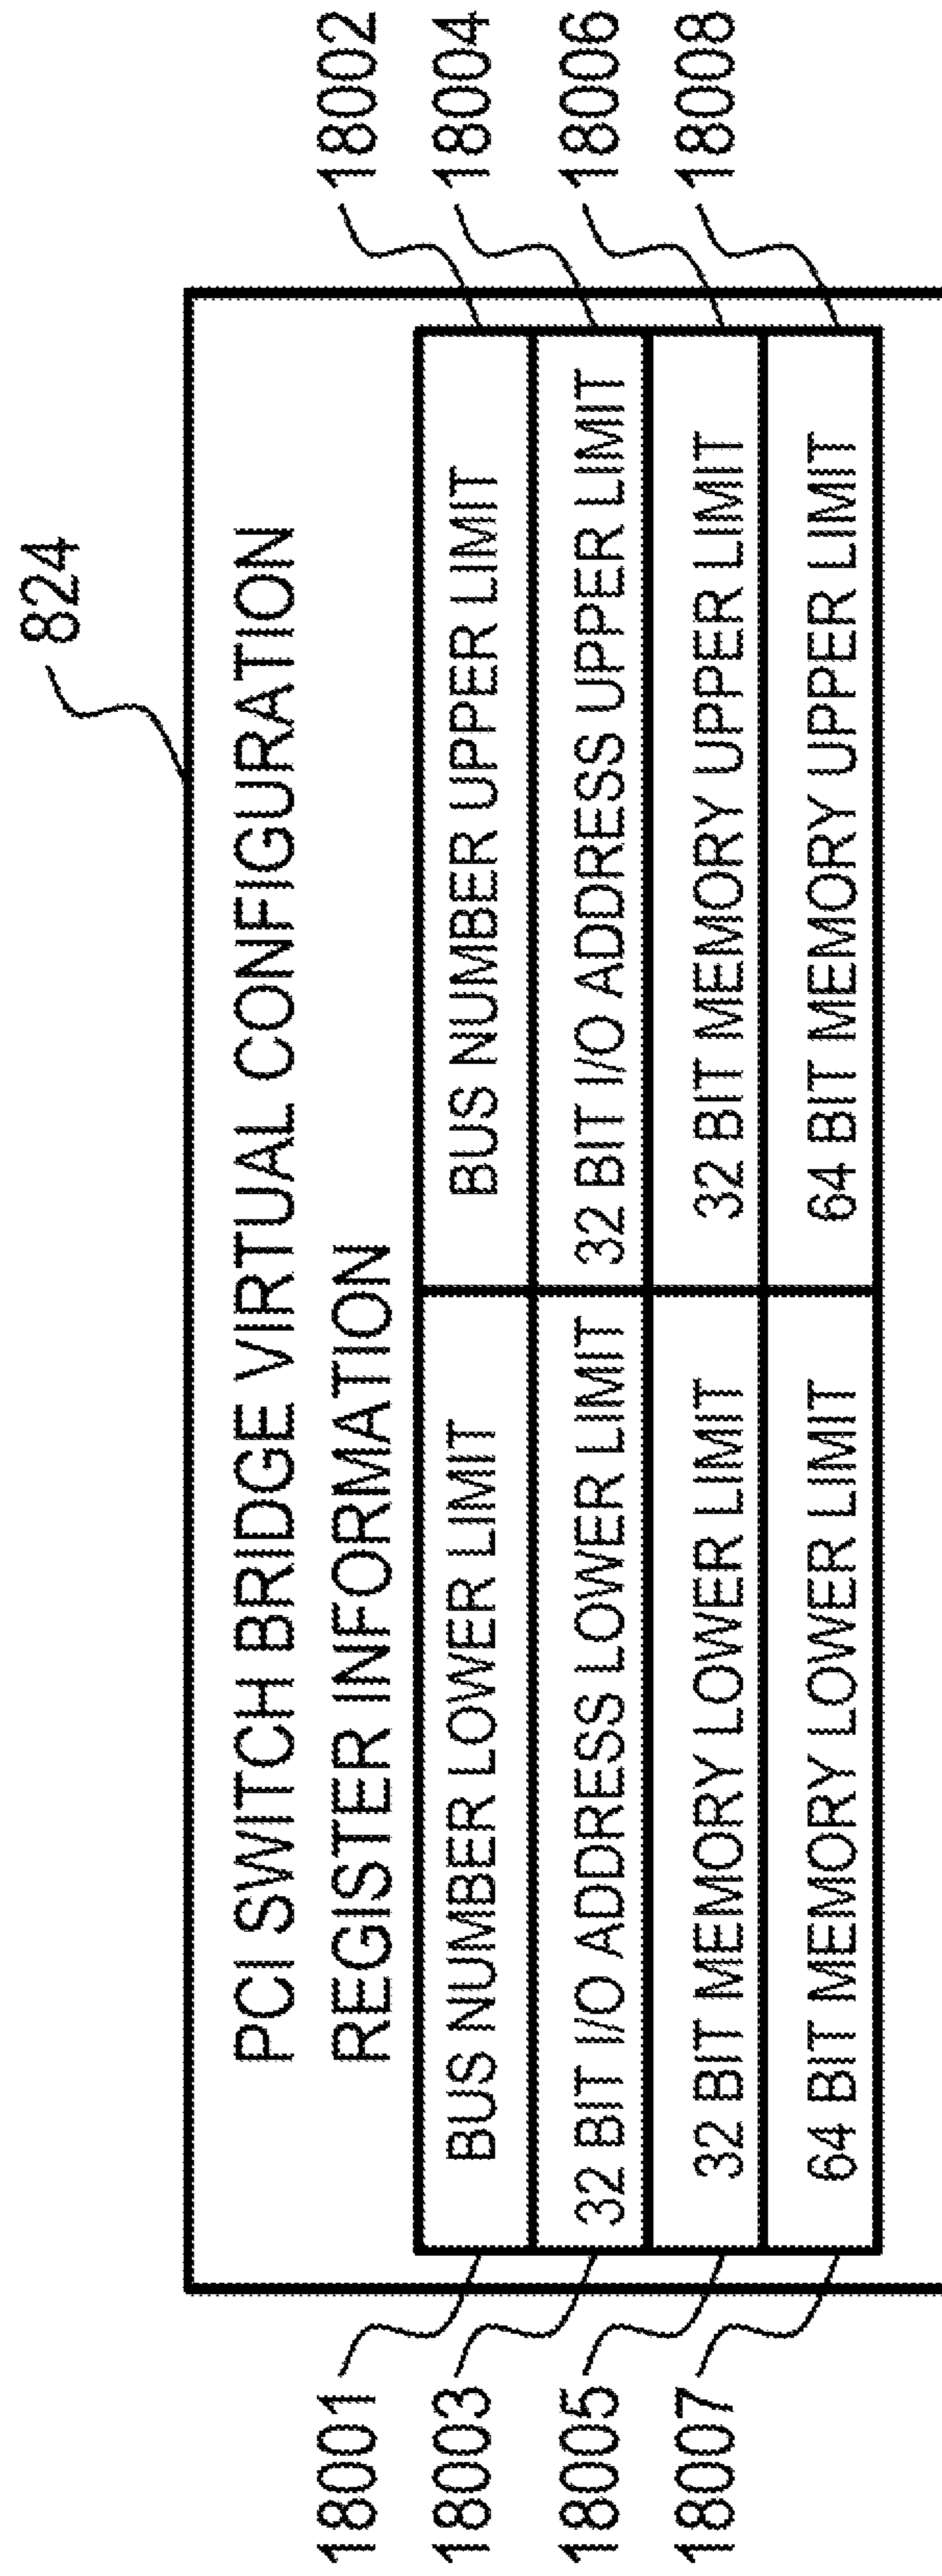 824
PCI SWITCH BRIDGE VIRTUAL CONFIGURATION
REGISTER INFORMATION
18001 BUS NUMBER LOWER LIMIT BUS NUMBER UPPER LIMIT 18002
18003 32 BIT I/O ADDRESS LOWER LIMIT 32 BIT I/O ADDRESS UPPER LIMIT 18004
18005 32 BIT MEMORY LOWER LIMIT 32 BIT MEMORY UPPER LIMIT 18006
18007 64 BIT MEMORY LOWER LIMIT 64 BIT MEMORY UPPER LIMIT 18008